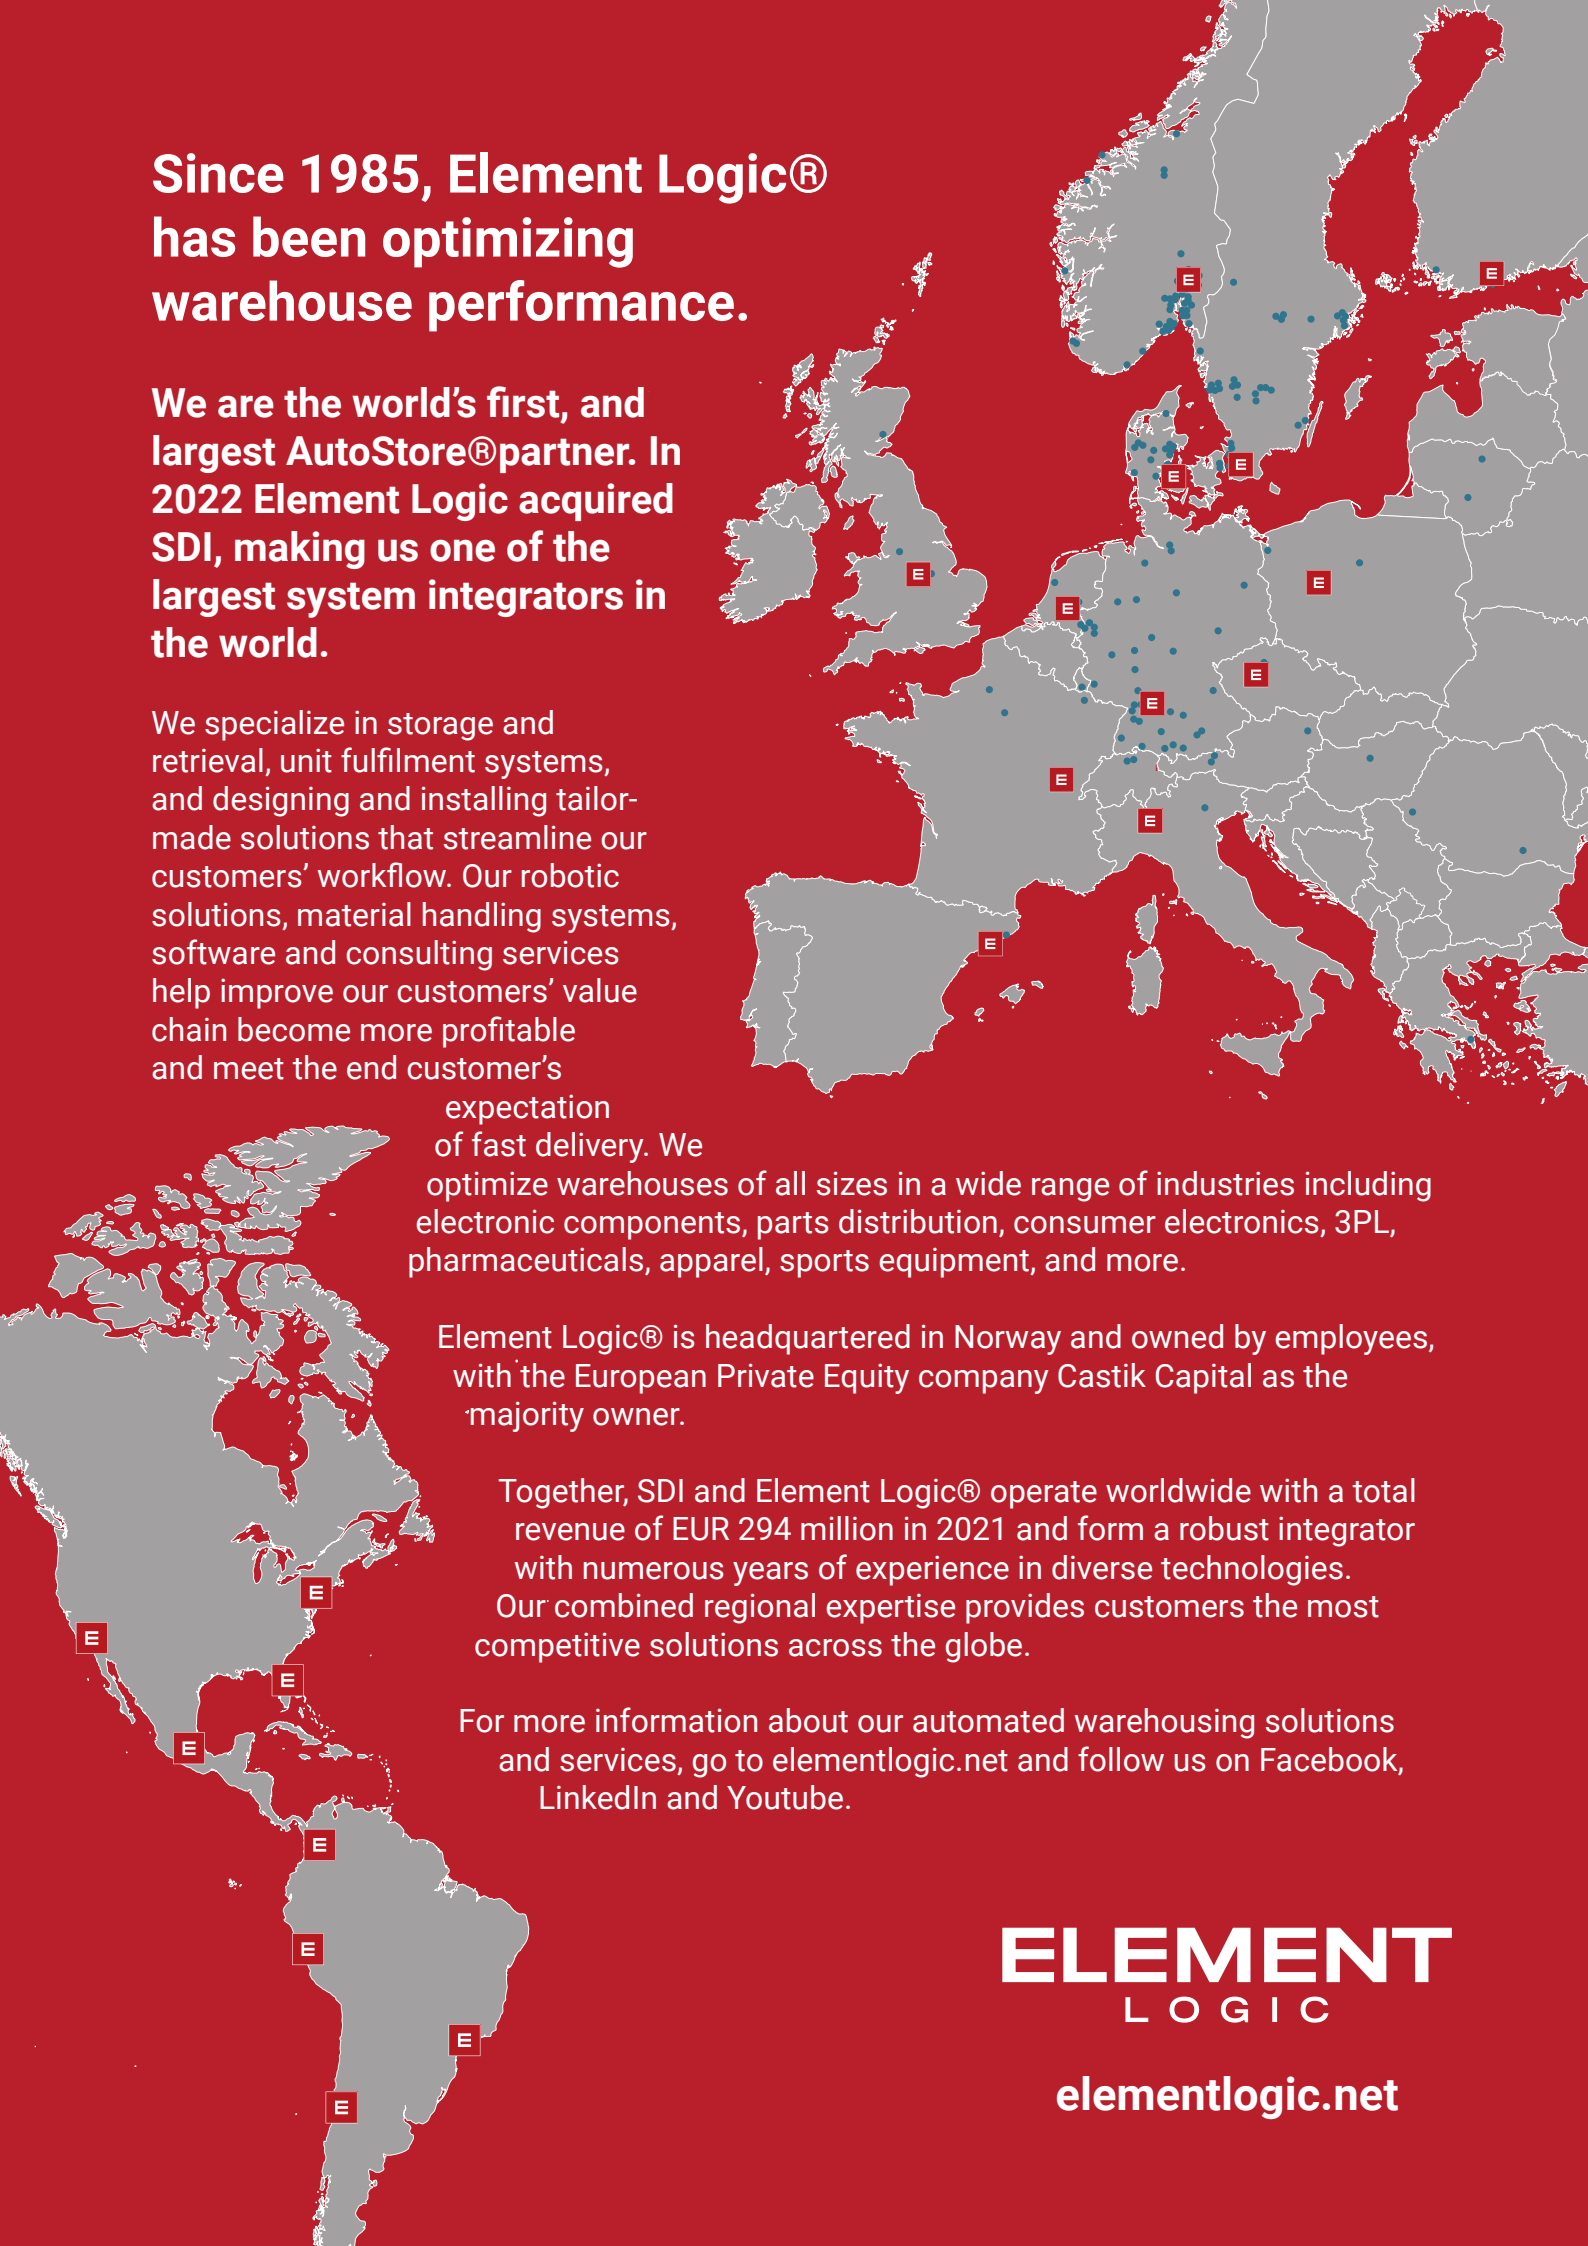 Since 1985, Element Logic®
has been optimizing
warehouse performance.
We are the world's first, and
largest AutoStore®partner. In
2022 Element Logic acquired
SDI, making us one of the
largest system integrators in
the world.
We specialize in storage and
retrieval, unit fulfilment systems,
and designing and installing tailor-
made solutions that streamline our
customers' workflow. Our robotic
solutions, material handling systems,
software and consulting services
help improve our customers' value
chain become more profitable
and meet the end customer's
expectation
of fast delivery. We
optimize warehouses of all sizes in a wide range of industries including
electronic components, parts distribution, consumer electronics, 3PL,
pharmaceuticals, apparel, sports equipment, and more.
Element Logic® is headquartered in Norway and owned by employees,
with the European Private Equity company Castik Capital as the
majority owner.
Together, SDI and Element Logic® operate worldwide with a total
revenue of EUR 294 million in 2021 and form a robust integrator
with numerous years of experience in diverse technologies.
Our combined regional expertise provides customers the most
competitive solutions across the globe.
For more information about our automated warehousing solutions
and services, go to elementlogic.net and follow us on Facebook,
LinkedIn and Youtube.
ELEMENT
LOGIC
elementlogic.net